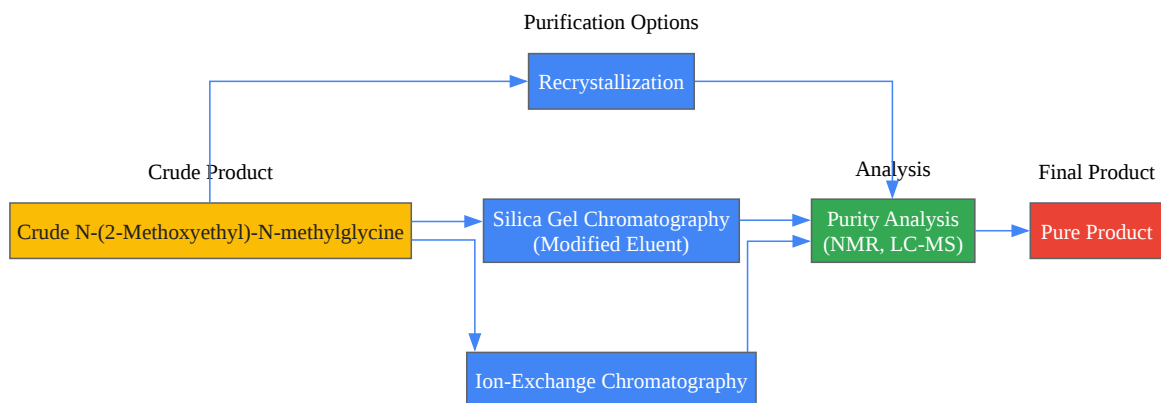 Purification Options
Recrystallization
Crude Product
Analysis
Final Product
Crude N-(2-Methoxyethyl)-N-methylglycine
Silica Gel Chromatography
(Modified Eluent)
Purity Analysis
(NMR, LC-MS)
Pure Product
Ion-Exchange Chromatography